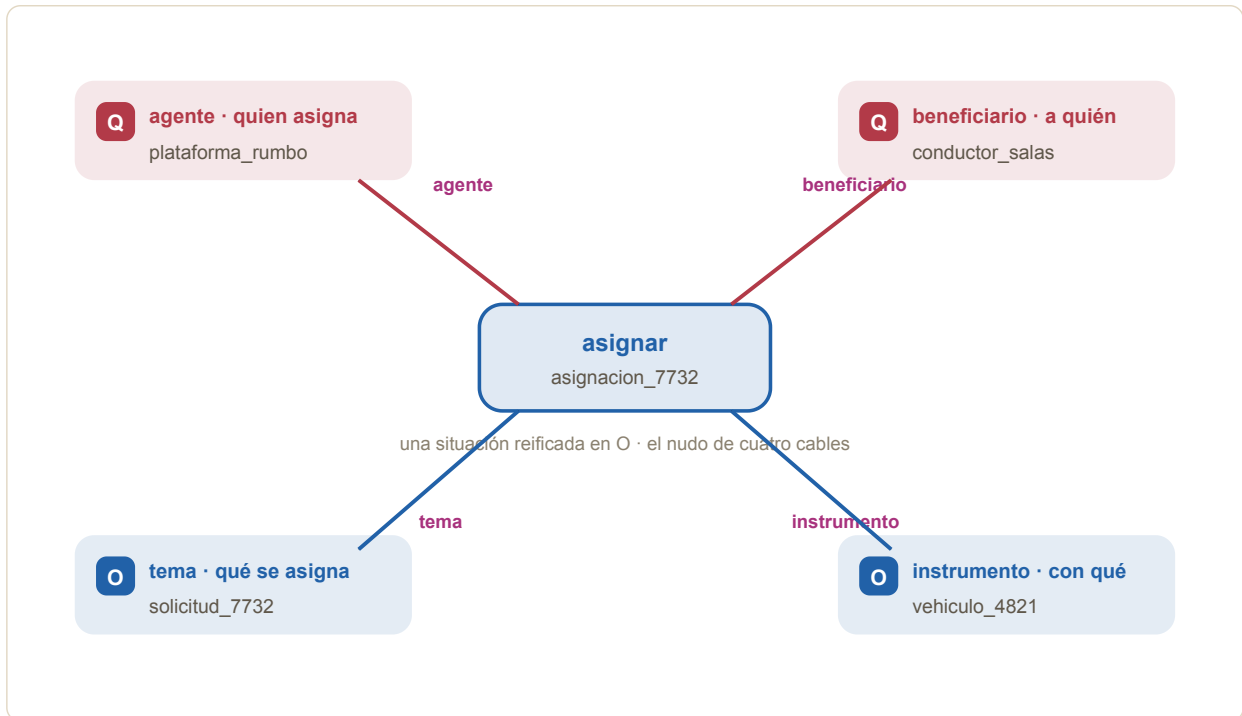 Q agente · quien asigna
plataforma_rumbo
Q beneficiario · a quién
conductor_salas
agente
beneficiario
asignar
asignacion_7732
una situación reificada en O · el nudo de cuatro cables
tema
instrumento
O tema · qué se asigna
solicitud_7732
O instrumento · con qué
vehiculo_4821